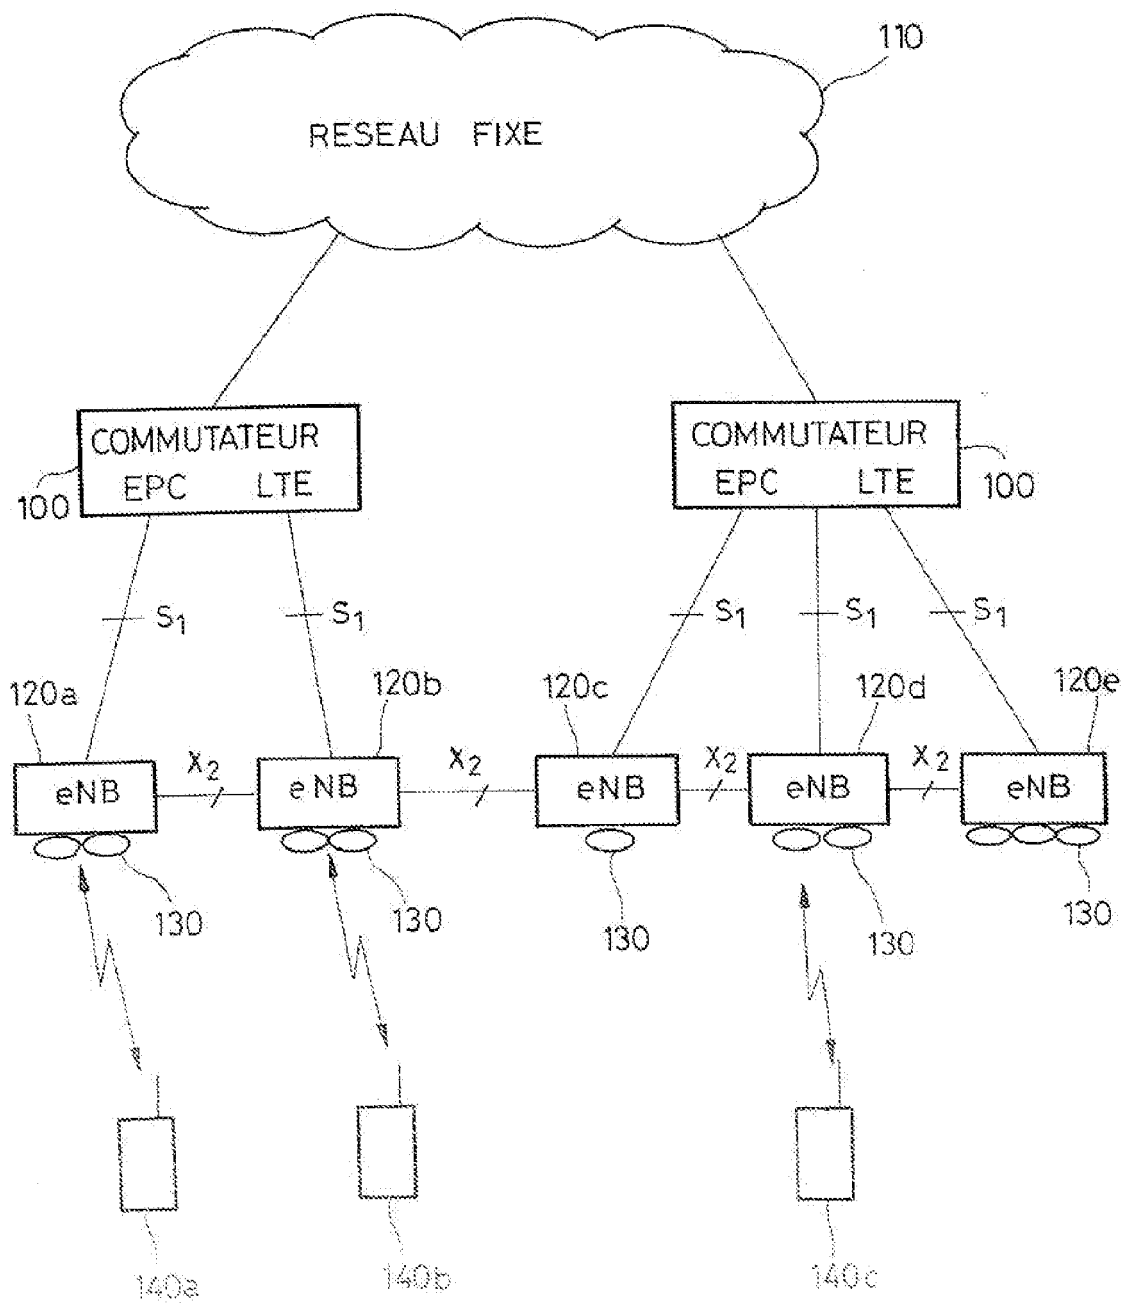 110
RESEAU FIXE
COMMUTATEUR
EPC LTE
100
COMMUTATEUR
EPC LTE
100
S1
S1
S1
S1
S1
120a
120b
120c
120d
120e
eNB
X2
eNB
X2
eNB
X2
eNB
X2
eNB
130
130
130
130
130
140a
140b
140c